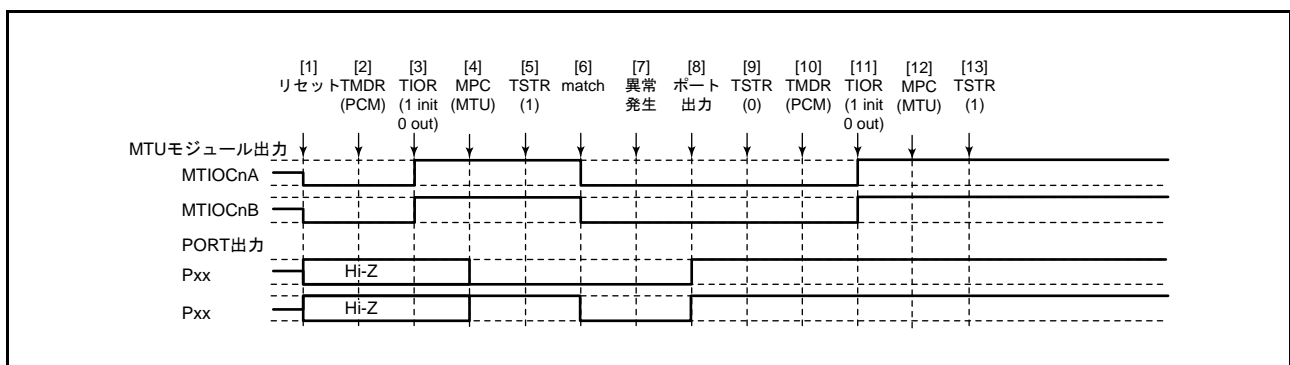 [1] [2] [3] [4] [5] [6] [7] [8] [9] [10] [11] [12] [13]
リセット TMDR TIOR MPC TSTR match 異常 ポート TSTR TMDR TIOR MPC TSTR
(PCM) (1 init (MTU) (1) 発生 出力 (0) (PCM) (1 init (MTU) (1)
0 out) 0 out)
MTUモジュール出力
MTIOCnA
MTIOCnB
PORT出力
Pxx Hi-Z
Pxx Hi-Z